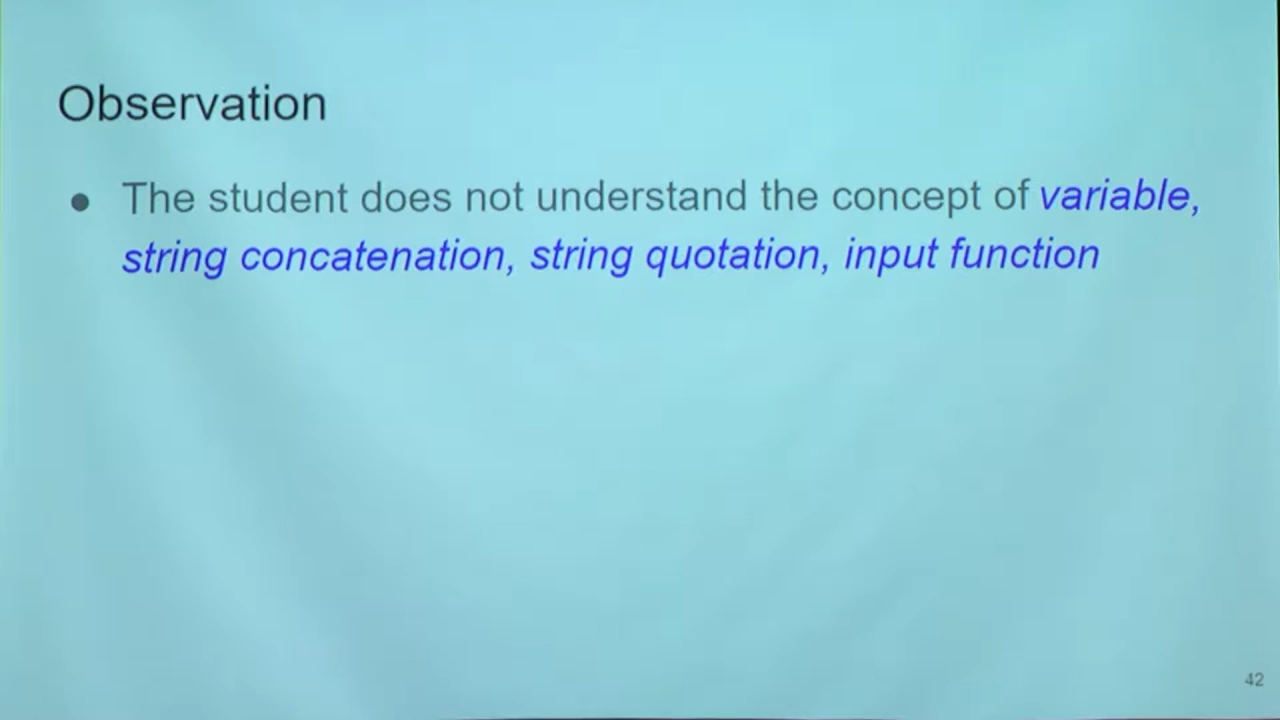 Observation
● The student does not understand the concept of variable,
string concatenation, string quotation, input function
42